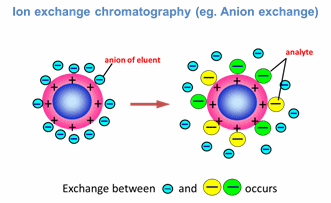 Ion exchange chromatography (eg. Anion exchange)
anion of eluent
analyte
Exchange between − and − − occurs